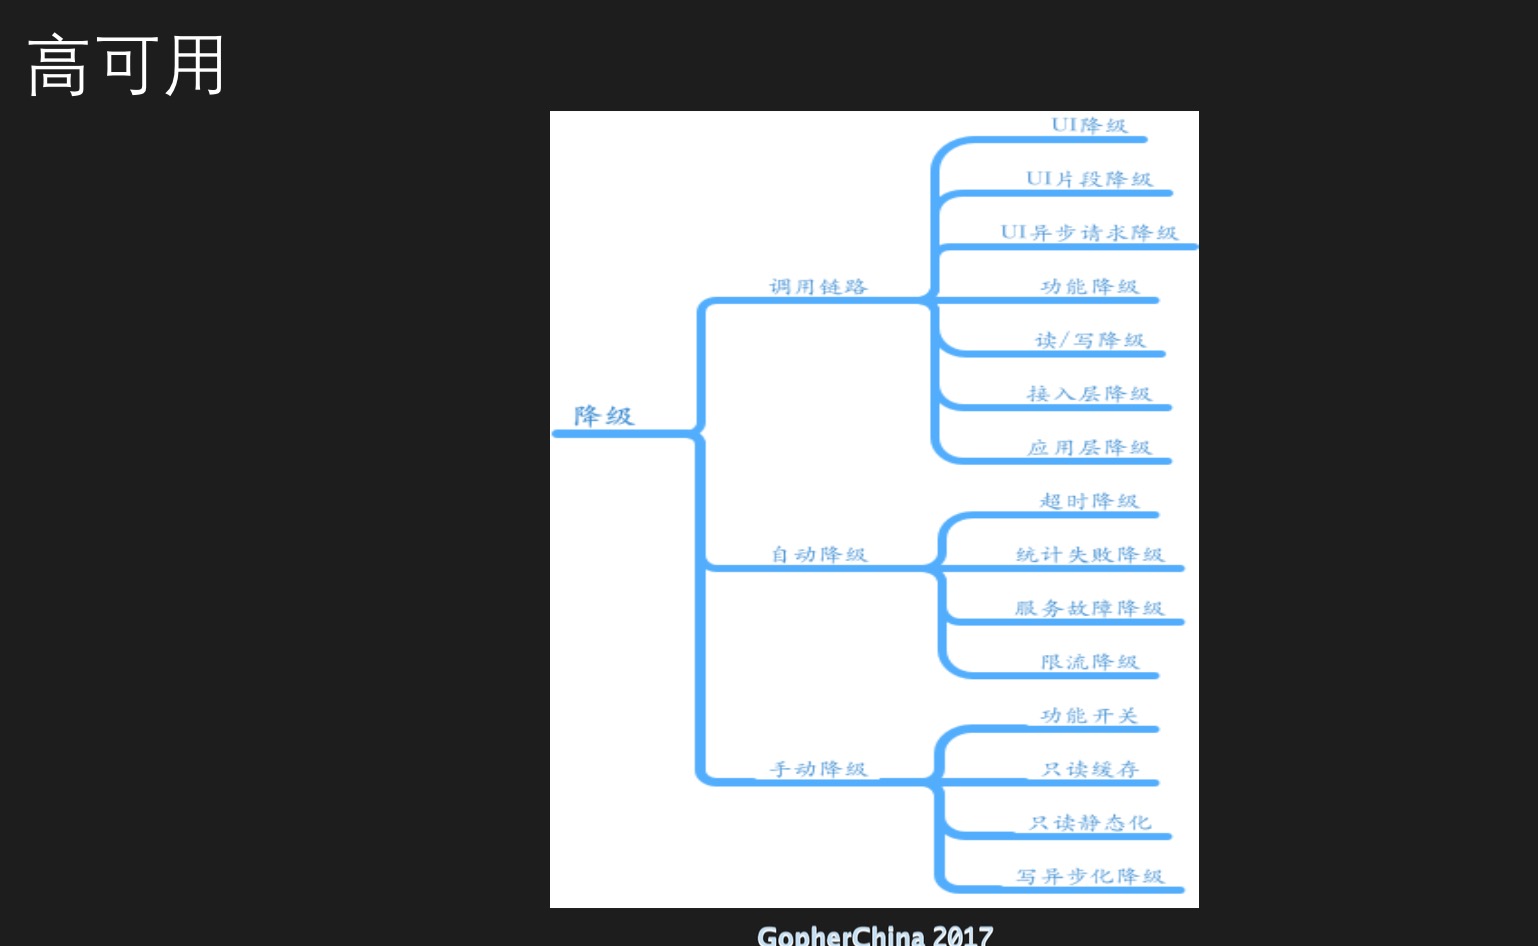 高可用
UI降级
UI片段降级
UI异步请求降级
调用链路
功能降级
读/写降级
接入层降级
降级
应用层降级
超时降级
自动降级
统计失败降级
服务故障降级
限流降级
功能开关
手动降级
只读缓存
只读静态化
写异步化降级
GopherChina 2017